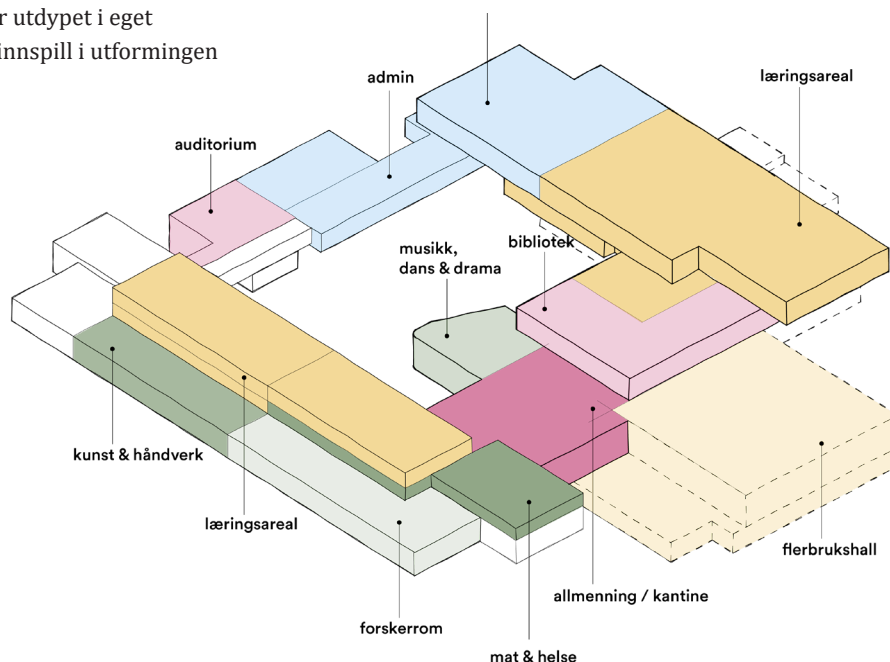 r utdypet i eget
innspill i utformingen
læringsareal
admin
auditorium
musikk,
dans & drama
bibliotek
kunst & håndverk
læringsareal
flerbrukshall
allmenning / kantine
forskerrom
mat & helse